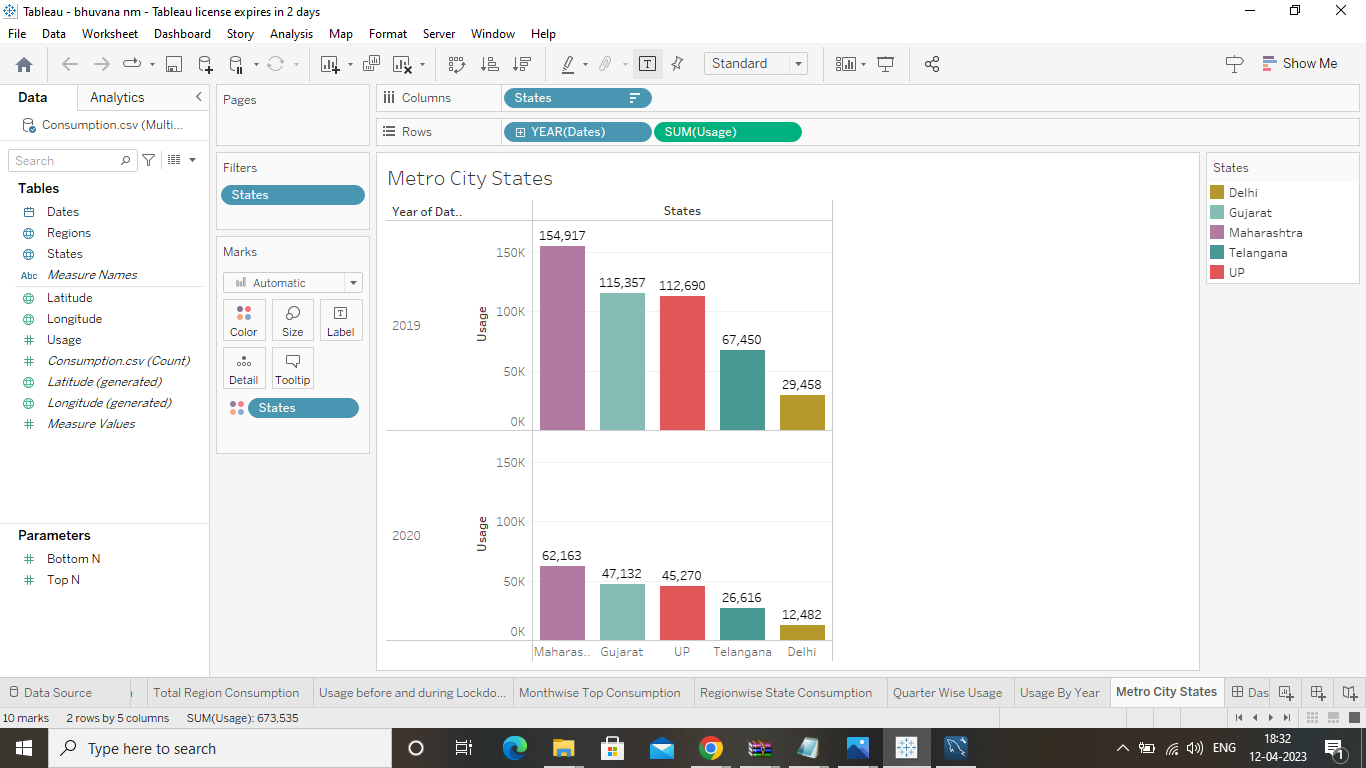 Tableau - bhuvana nm - Tableau license expires in 2 days
File Data Worksheet Dashboard Story Analysis Map Format Server Window Help
Standard
Show Me
Data Analytics
Consumption.csv (Multi...
Search
Tables
Dates
Regions
States
Abc Measure Names
Latitude
Longitude
Usage
Consumption.csv (Count)
Latitude (generated)
Longitude (generated)
Measure Values
Parameters
Bottom N
Top N
Pages
Filters
States
Marks
Automatic
Color Size Label
Detail Tooltip
States
Columns States
Rows YEAR(Dates) SUM(Usage)
Metro City States
Year of Dat.. States
2019
Usage
150K
100K
50K
0K
154,917
115,357
112,690
67,450
29,458
2020
Usage
150K
100K
50K
0K
62,163
47,132
45,270
26,616
12,482
Maharas.. Gujarat UP Telangana Delhi
States
Delhi
Gujarat
Maharashtra
Telangana
UP
Data Source Total Region Consumption Usage before and during Lockdo... Monthwise Top Consumption Regionwise State Consumption Quarter Wise Usage Usage By Year Metro City States Das
10 marks 2 rows by 5 columns SUM(Usage): 673,535
Type here to search
ENG
18:32
12-04-2023
1